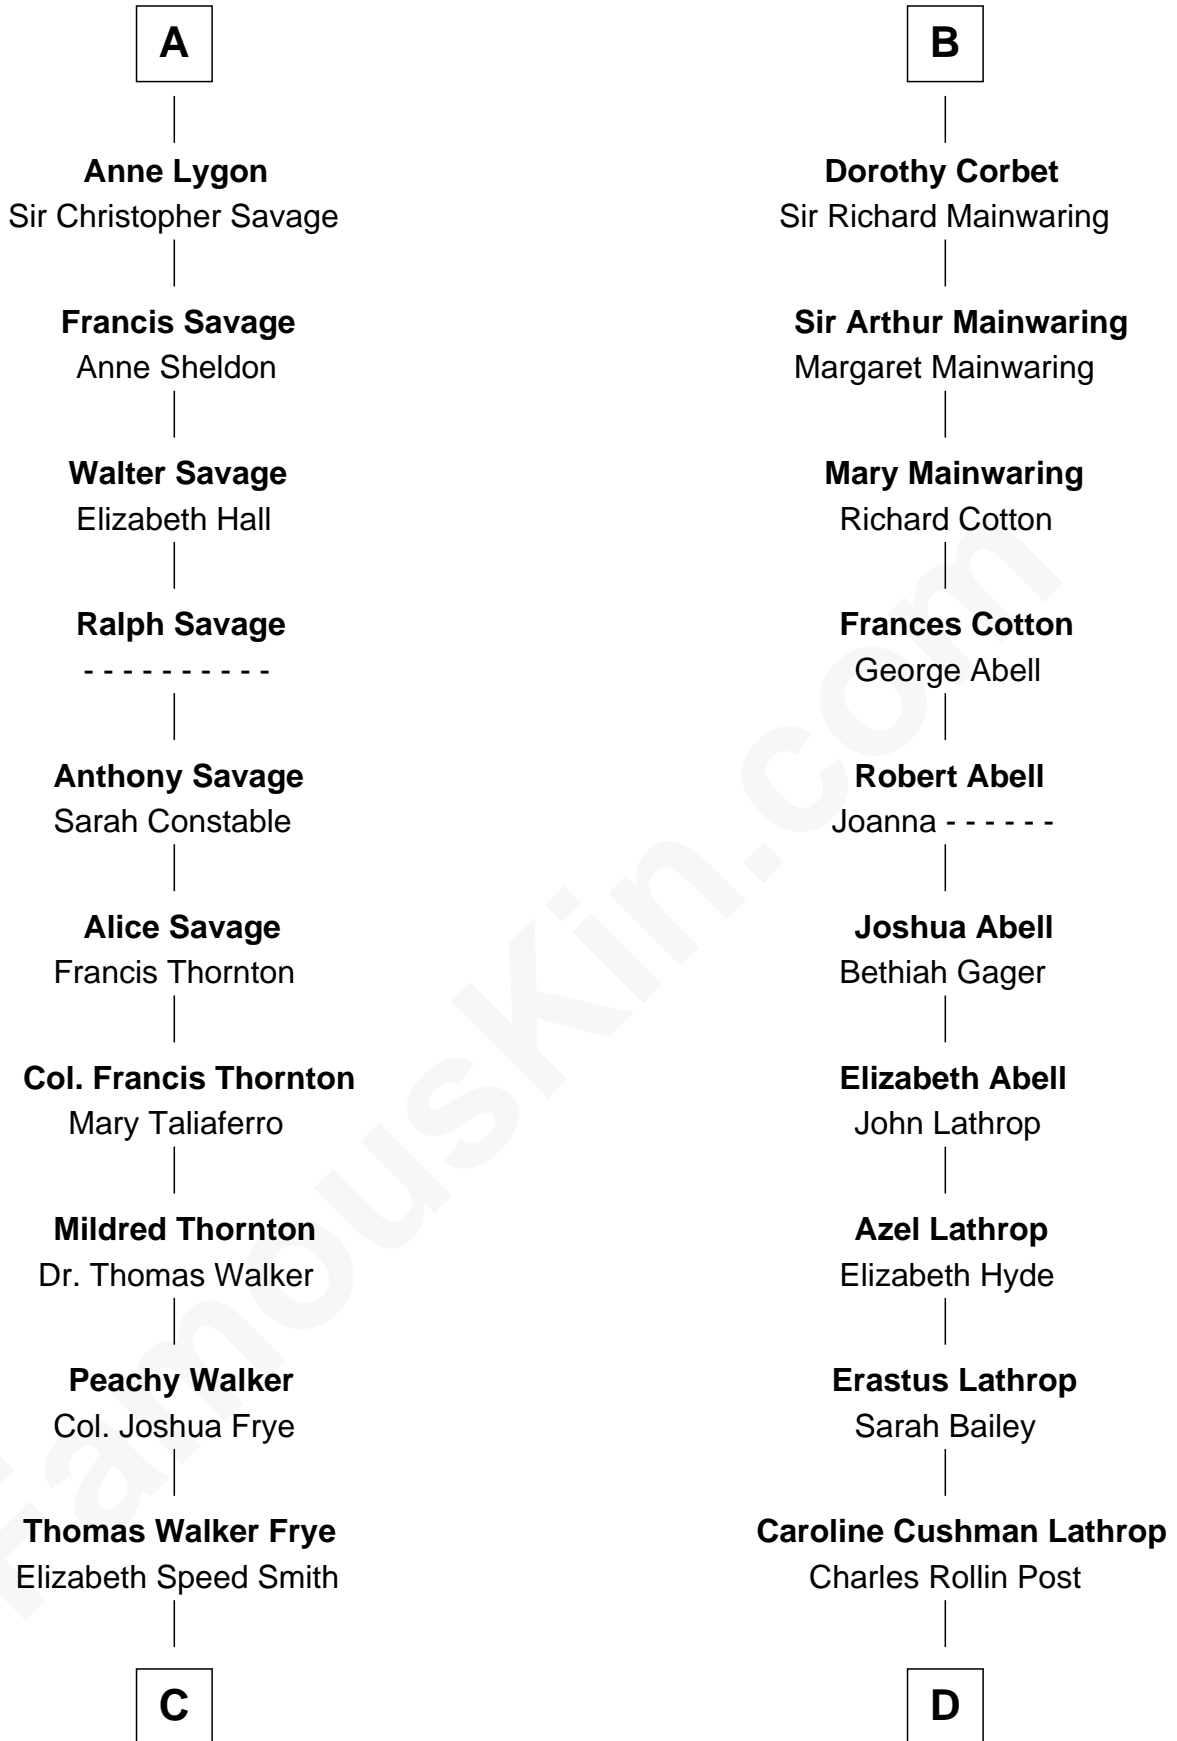 A
Anne Lygon
Sir Christopher Savage
Francis Savage
Anne Sheldon
Walter Savage
Elizabeth Hall
Ralph Savage
- - - - - - - - - -
Anthony Savage
Sarah Constable
Alice Savage
Francis Thornton
Col. Francis Thornton
Mary Taliaferro
Mildred Thornton
Dr. Thomas Walker
Peachy Walker
Col. Joshua Frye
Thomas Walker Frye
Elizabeth Speed Smith
C
B
Dorothy Corbet
Sir Richard Mainwaring
Sir Arthur Mainwaring
Margaret Mainwaring
Mary Mainwaring
Richard Cotton
Frances Cotton
George Abell
Robert Abell
Joanna - - - - - -
Joshua Abell
Bethiah Gager
Elizabeth Abell
John Lathrop
Azel Lathrop
Elizabeth Hyde
Erastus Lathrop
Sarah Bailey
Caroline Cushman Lathrop
Charles Rollin Post
D
FamousKin.com